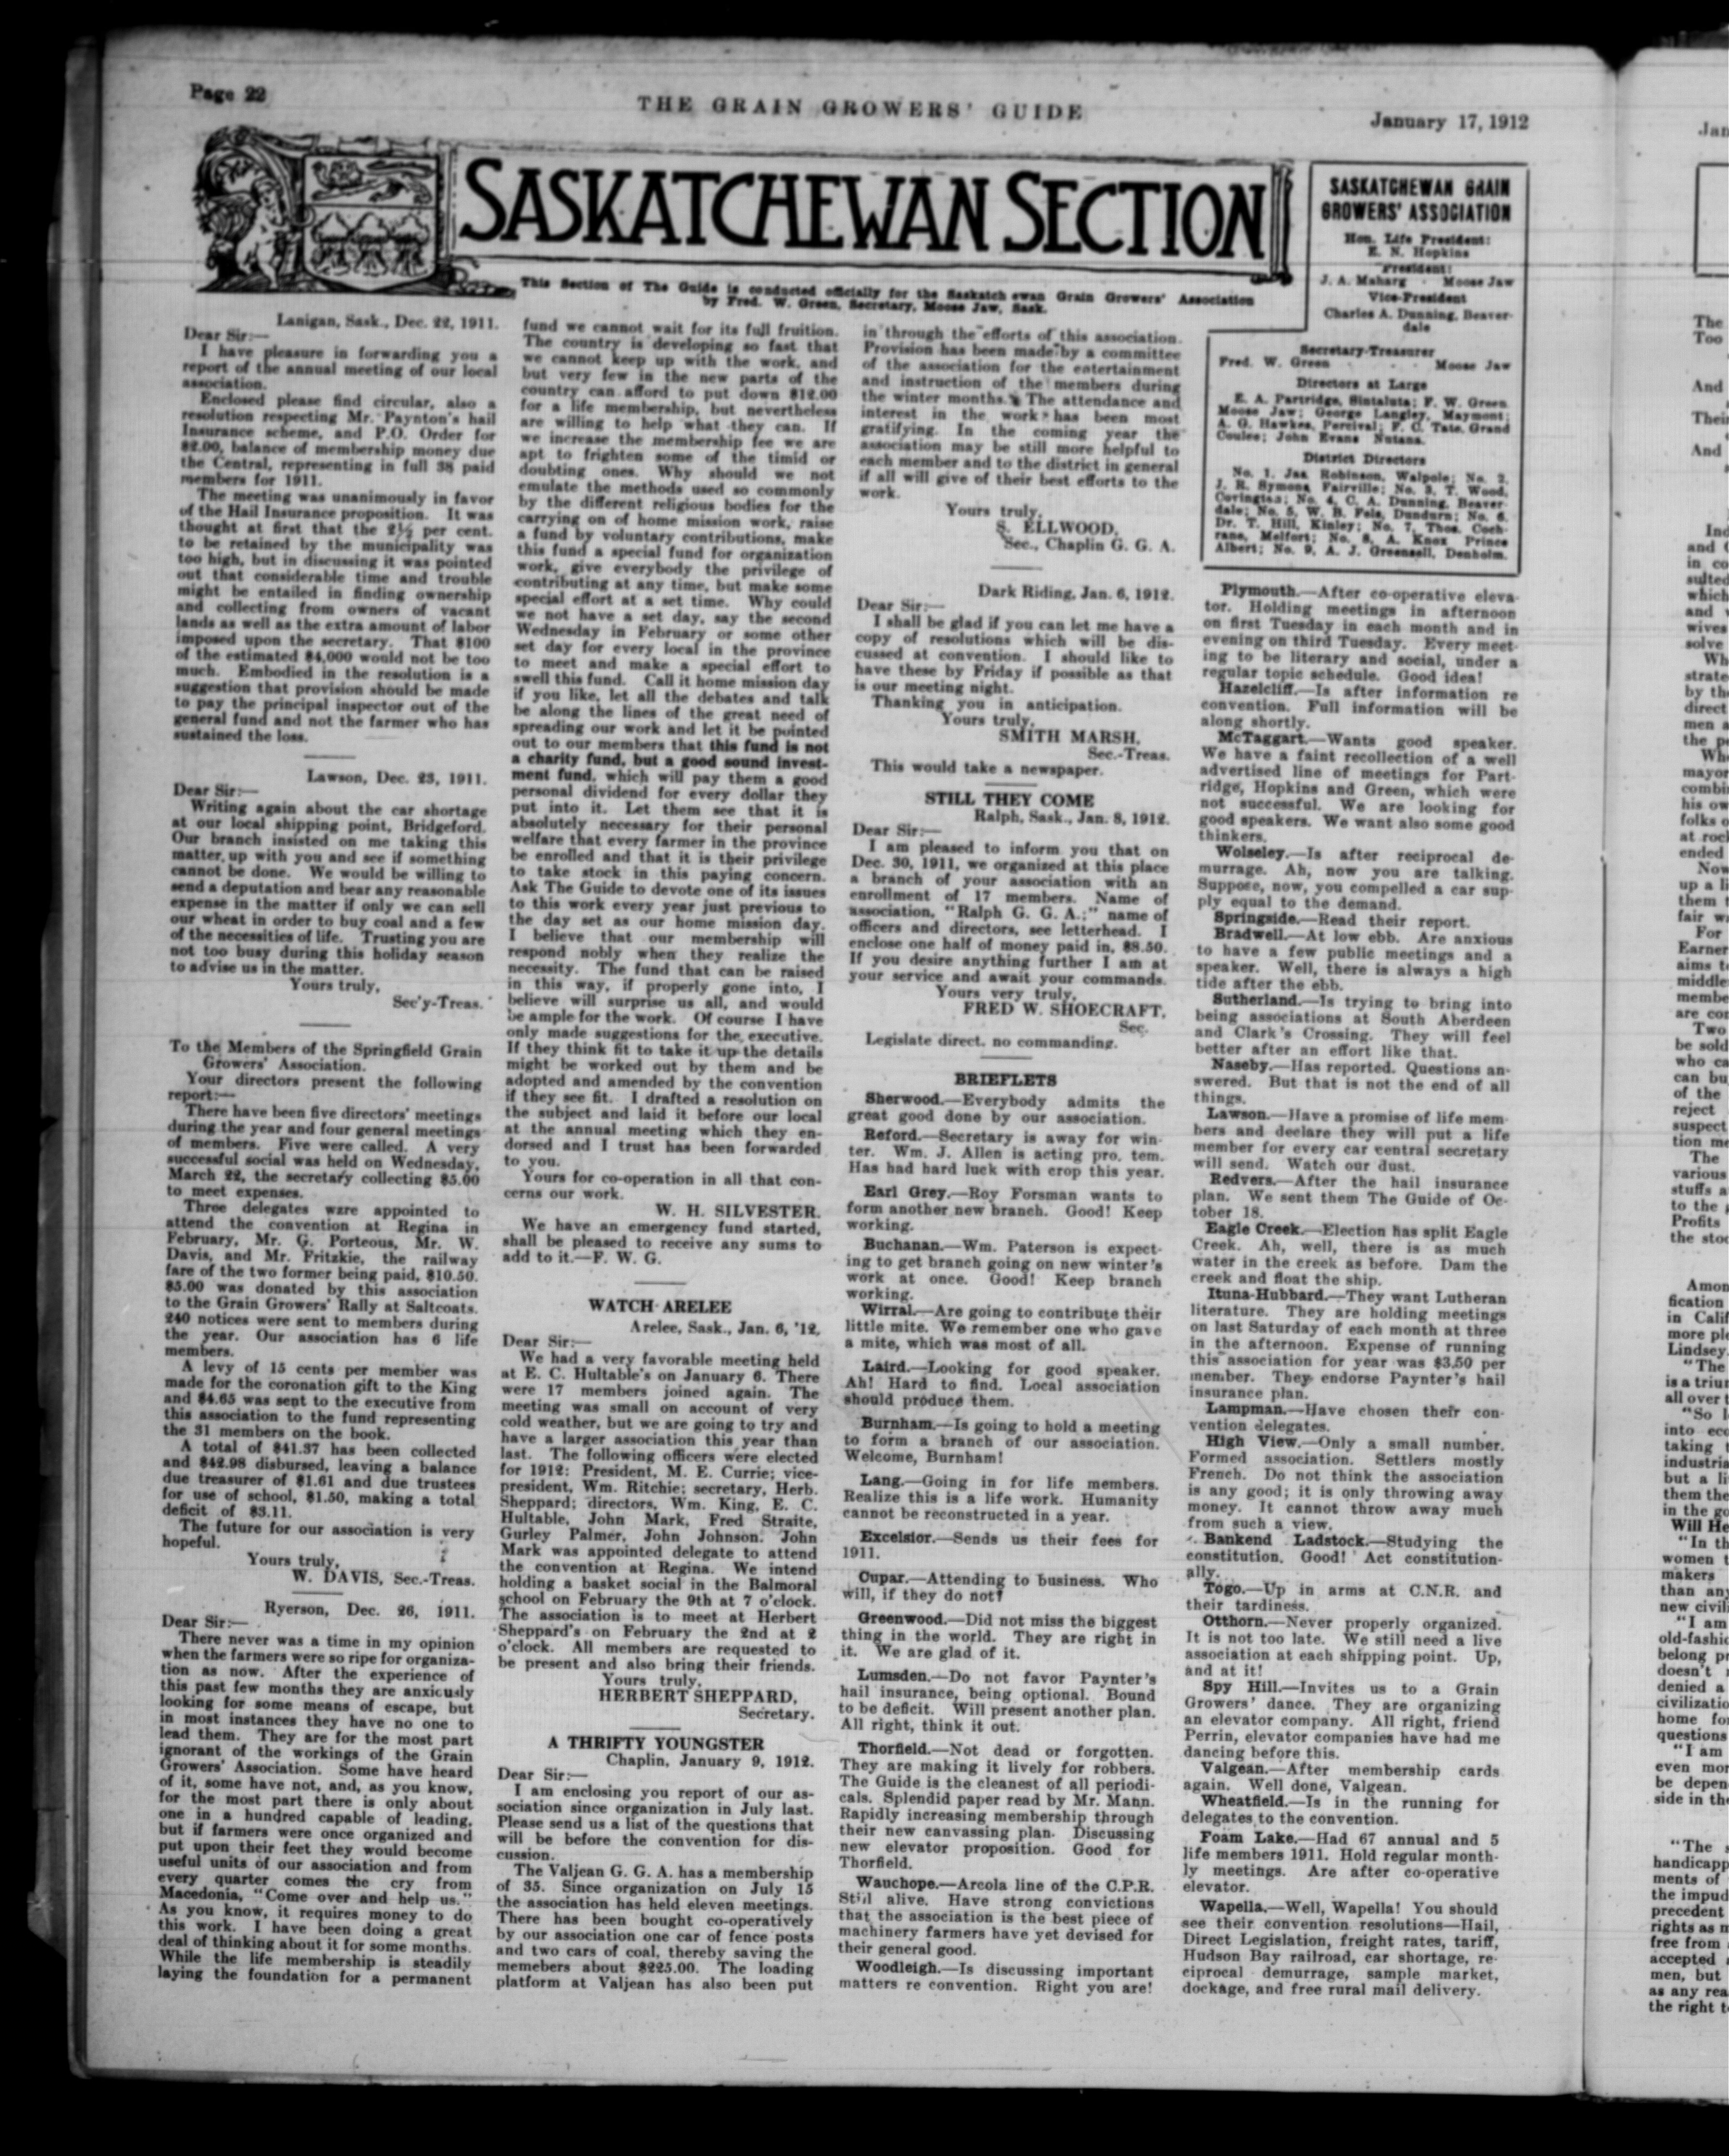 Page 22
THE GRAIN GROWERS' GUIDE
January 17, 1912
SASKATCHEWAN SECTION
This Section of The Guide is conducted officially for the Saskatch ewan Grain Growers' Association
by Fred. W. Green, Secretary, Moose Jaw, Sask.
SASKATCHEWAN GRAIN
GROWERS' ASSOCIATION
Hon. Life President:
E. N. Hopkins
President:
J. A. Maharg - Moose Jaw
Vice-President
Charles A. Dunning, Beaver-
dale
Secretary-Treasurer
Fred. W. Green - - - Moose Jaw
Directors at Large
E. A. Partridge, Sintaluta; F. W. Green
Moose Jaw; George Langley, Maymont;
A. G. Hawkes, Percival; F. C. Tate, Grand
Coulee; John Evans Nutana.
District Directors
No. 1, Jas. Robinson, Walpole; No. 2,
J. R. Symons, Fairville; No. 3, T. Wood,
Covington; No. 4, C. A. Dunning, Beaver-
dale; No. 5, W. B. Fels, Dundurn; No. 6,
Dr. T. Hill, Kinley; No. 7, Thos. Coch-
rane, Melfort; No. 8, A. Knox Prince
Albert; No. 9, A. J. Greensell, Denholm.
Lanigan, Sask., Dec. 22, 1911.
Dear Sir:—
I have pleasure in forwarding you a
report of the annual meeting of our local
association.
Enclosed please find circular, also a
resolution respecting Mr. Paynton's hail
Insurance scheme, and P.O. Order for
$2.00, balance of membership money due
the Central, representing in full 38 paid
members for 1911.
The meeting was unanimously in favor
of the Hail Insurance proposition. It was
thought at first that the 2½ per cent.
to be retained by the municipality was
too high, but in discussing it was pointed
out that considerable time and trouble
might be entailed in finding ownership
and collecting from owners of vacant
lands as well as the extra amount of labor
imposed upon the secretary. That $100
of the estimated $4,000 would not be too
much. Embodied in the resolution is a
suggestion that provision should be made
to pay the principal inspector out of the
general fund and not the farmer who has
sustained the loss.
Lawson, Dec. 23, 1911.
Dear Sir:—
Writing again about the car shortage
at our local shipping point, Bridgeford.
Our branch insisted on me taking this
matter up with you and see if something
cannot be done. We would be willing to
send a deputation and bear any reasonable
expense in the matter if only we can sell
our wheat in order to buy coal and a few
of the necessities of life. Trusting you are
not too busy during this holiday season
to advise us in the matter.
Yours truly,
Sec'y-Treas.
To the Members of the Springfield Grain
Growers' Association.
Your directors present the following
report:—
There have been five directors' meetings
during the year and four general meetings
of members. Five were called. A very
successful social was held on Wednesday,
March 22, the secretary collecting $5.00
to meet expenses.
Three delegates ware appointed to
attend the convention at Regina in
February, Mr. G. Porteous, Mr. W.
Davis, and Mr. Fritzkie, the railway
fare of the two former being paid, $10.50.
$5.00 was donated by this association
to the Grain Growers' Rally at Saltcoats.
240 notices were sent to members during
the year. Our association has 6 life
members.
A levy of 15 cents per member was
made for the coronation gift to the King
and $4.65 was sent to the executive from
this association to the fund representing
the 31 members on the book.
A total of $41.37 has been collected
and $42.98 disbursed, leaving a balance
due treasurer of $1.61 and due trustees
for use of school, $1.50, making a total
deficit of $3.11.
The future for our association is very
hopeful.
Yours truly,
W. DAVIS, Sec.-Treas.
Ryerson, Dec. 26, 1911.
Dear Sir:—
There never was a time in my opinion
when the farmers were so ripe for organiza-
tion as now. After the experience of
this past few months they are anxiously
looking for some means of escape, but
in most instances they have no one to
lead them. They are for the most part
ignorant of the workings of the Grain
Growers' Association. Some have heard
of it, some have not, and, as you know,
for the most part there is only about
one in a hundred capable of leading,
but if farmers were once organized and
put upon their feet they would become
useful units of our association and from
every quarter comes the cry from
Macedonia, "Come over and help us."
As you know, it requires money to do
this work. I have been doing a great
deal of thinking about it for some months.
While the life membership is steadily
laying the foundation for a permanent
fund we cannot wait for its full fruition.
The country is developing so fast that
we cannot keep up with the work, and
but very few in the new parts of the
country can afford to put down $12.00
for a life membership, but nevertheless
are willing to help what they can. If
we increase the membership fee we are
apt to frighten some of the timid or
doubting ones. Why should we not
emulate the methods used so commonly
by the different religious bodies for the
carrying on of home mission work, raise
a fund by voluntary contributions, make
this fund a special fund for organization
work, give everybody the privilege of
contributing at any time, but make some
special effort at a set time. Why could
we not have a set day, say the second
Wednesday in February or some other
set day for every local in the province
to meet and make a special effort to
swell this fund. Call it home mission day
if you like, let all the debates and talk
be along the lines of the great need of
spreading our work and let it be pointed
out to our members that this fund is not
a charity fund, but a good sound invest-
ment fund, which will pay them a good
personal dividend for every dollar they
put into it. Let them see that it is
absolutely necessary for their personal
welfare that every farmer in the province
be enrolled and that it is their privilege
to take stock in this paying concern.
Ask The Guide to devote one of its issues
to this work every year just previous to
the day set as our home mission day.
I believe that our membership will
respond nobly when they realize the
necessity. The fund that can be raised
in this way, if properly gone into, I
believe will surprise us all, and would
be ample for the work. Of course I have
only made suggestions for the executive.
If they think fit to take it up the details
might be worked out by them and be
adopted and amended by the convention
if they see fit. I drafted a resolution on
the subject and laid it before our local
at the annual meeting which they en-
dorsed and I trust has been forwarded
to you.
Yours for co-operation in all that con-
cerns our work.
W. H. SILVESTER.
We have an emergency fund started,
shall be pleased to receive any sums to
add to it.—F. W. G.
WATCH ARELEE
Arelee, Sask., Jan. 6, '12.
Dear Sir:—
We had a very favorable meeting held
at E. C. Hultable's on January 6. There
were 17 members joined again. The
meeting was small on account of very
cold weather, but we are going to try and
have a larger association this year than
last. The following officers were elected
for 1912: President, M. E. Currie; vice-
president, Wm. Ritchie; secretary, Herb.
Sheppard; directors, Wm. King, E. C.
Hultable, John Mark, Fred Straite,
Gurley Palmer, John Johnson. John
Mark was appointed delegate to attend
the convention at Regina. We intend
holding a basket social in the Balmoral
school on February the 9th at 7 o'clock.
The association is to meet at Herbert
Sheppard's on February the 2nd at 2
o'clock. All members are requested to
be present and also bring their friends.
Yours truly,
HERBERT SHEPPARD,
Secretary.
A THRIFTY YOUNGSTER
Chaplin, January 9, 1912.
Dear Sir:—
I am enclosing you report of our as-
sociation since organization in July last.
Please send us a list of the questions that
will be before the convention for dis-
cussion.
The Valjean G. G. A. has a membership
of 35. Since organization on July 15
the association has held eleven meetings.
There has been bought co-operatively
by our association one car of fence posts
and two cars of coal, thereby saving the
memebers about $225.00. The loading
platform at Valjean has also been put
in through the efforts of this association.
Provision has been made by a committee
of the association for the entertainment
and instruction of the members during
the winter months. The attendance and
interest in the work has been most
gratifying. In the coming year the
association may be still more helpful to
each member and to the district in general
if all will give of their best efforts to the
work.
Yours truly,
S. ELLWOOD,
Sec., Chaplin G. G. A.
Dark Riding, Jan. 6, 1912.
Dear Sir:—
I shall be glad if you can let me have a
copy of resolutions which will be dis-
cussed at convention. I should like to
have these by Friday if possible as that
is our meeting night.
Thanking you in anticipation.
Yours truly,
SMITH MARSH,
Sec.-Treas.
This would take a newspaper.
STILL THEY COME
Ralph, Sask., Jan. 8, 1912.
Dear Sir:—
I am pleased to inform you that on
Dec. 30, 1911, we organized at this place
a branch of your association with an
enrollment of 17 members. Name of
association, "Ralph G. G. A.;" name of
officers and directors, see letterhead. I
enclose one half of money paid in, $8.50.
If you desire anything further I am at
your service and await your commands.
Yours very truly,
FRED W. SHOECRAFT,
Sec.
Legislate direct, no commanding.
BRIEFLETS
Sherwood.—Everybody admits the
great good done by our association.
Reford.—Secretary is away for win-
ter. Wm. J. Allen is acting pro. tem.
Has had hard luck with crop this year.
Earl Grey.—Roy Forsman wants to
form another new branch. Good! Keep
working.
Buchanan.—Wm. Paterson is expect-
ing to get branch going on new winter's
work at once. Good! Keep branch
working.
Wirral.—Are going to contribute their
little mite. We remember one who gave
a mite, which was most of all.
Laird.—Looking for good speaker.
Ah! Hard to find. Local association
should produce them.
Burnham.—Is going to hold a meeting
to form a branch of our association.
Welcome, Burnham!
Lang.—Going in for life members.
Realize this is a life work. Humanity
cannot be reconstructed in a year.
Excelsior.—Sends us their fees for
1911.
Cupar.—Attending to business. Who
will, if they do not?
Greenwood.—Did not miss the biggest
thing in the world. They are right in
it. We are glad of it.
Lumsden.—Do not favor Paynter's
hail insurance, being optional. Bound
to be deficit. Will present another plan.
All right, think it out.
Thorfield.—Not dead or forgotten.
They are making it lively for robbers.
The Guide is the cleanest of all periodi-
cals. Splendid paper read by Mr. Mann.
Rapidly increasing membership through
their new canvassing plan. Discussing
new elevator proposition. Good for
Thorfield.
Wauchope.—Arcola line of the C.P.R.
Still alive. Have strong convictions
that the association is the best piece of
machinery farmers have yet devised for
their general good.
Woodleigh.—Is discussing important
matters re convention. Right you are!
Plymouth.—After co-operative eleva-
tor. Holding meetings in afternoon
on first Tuesday in each month and in
evening on third Tuesday. Every meet-
ing to be literary and social, under a
regular topic schedule. Good idea!
Hazelcliff.—Is after information re
convention. Full information will be
along shortly.
McTaggart.—Wants good speaker.
We have a faint recollection of a well
advertised line of meetings for Part-
ridge, Hopkins and Green, which were
not successful. We are looking for
good speakers. We want also some good
thinkers.
Wolseley.—Is after reciprocal de-
murrage. Ah, now you are talking.
Suppose, now, you compelled a car sup-
ply equal to the demand.
Springside.—Read their report.
Bradwell.—At low ebb. Are anxious
to have a few public meetings and a
speaker. Well, there is always a high
tide after the ebb.
Sutherland.—Is trying to bring into
being associations at South Aberdeen
and Clark's Crossing. They will feel
better after an effort like that.
Naseby.—Has reported. Questions an-
swered. But that is not the end of all
things.
Lawson.—Have a promise of life mem-
bers and declare they will put a life
member for every car central secretary
will send. Watch our dust.
Redvers.—After the hail insurance
plan. We sent them The Guide of Oc-
tober 18.
Eagle Creek.—Election has split Eagle
Creek. Ah, well, there is as much
water in the creek as before. Dam the
creek and float the ship.
Ituna-Hubbard.—They want Lutheran
literature. They are holding meetings
on last Saturday of each month at three
in the afternoon. Expense of running
this association for year was $3.50 per
member. They endorse Paynter's hail
insurance plan.
Lampman.—Have chosen their con-
vention delegates.
High View.—Only a small number.
Formed association. Settlers mostly
French. Do not think the association
is any good; it is only throwing away
money. It cannot throw away much
from such a view.
Bankend Ladstock.—Studying the
constitution. Good! Act constitution-
ally.
Togo.—Up in arms at C.N.R. and
their tardiness.
Otthorn.—Never properly organized.
It is not too late. We still need a live
association at each shipping point. Up,
and at it!
Spy Hill.—Invites us to a Grain
Growers' dance. They are organizing
an elevator company. All right, friend
Perrin, elevator companies have had me
dancing before this.
Valgean.—After membership cards
again. Well done, Valgean.
Wheatfield.—Is in the running for
delegates to the convention.
Foam Lake.—Had 67 annual and 5
life members 1911. Hold regular month-
ly meetings. Are after co-operative
elevator.
Wapella.—Well, Wapella! You should
see their convention resolutions—Hail,
Direct Legislation, freight rates, tariff,
Hudson Bay railroad, car shortage, re-
ciprocal demurrage, sample market,
dockage, and free rural mail delivery.